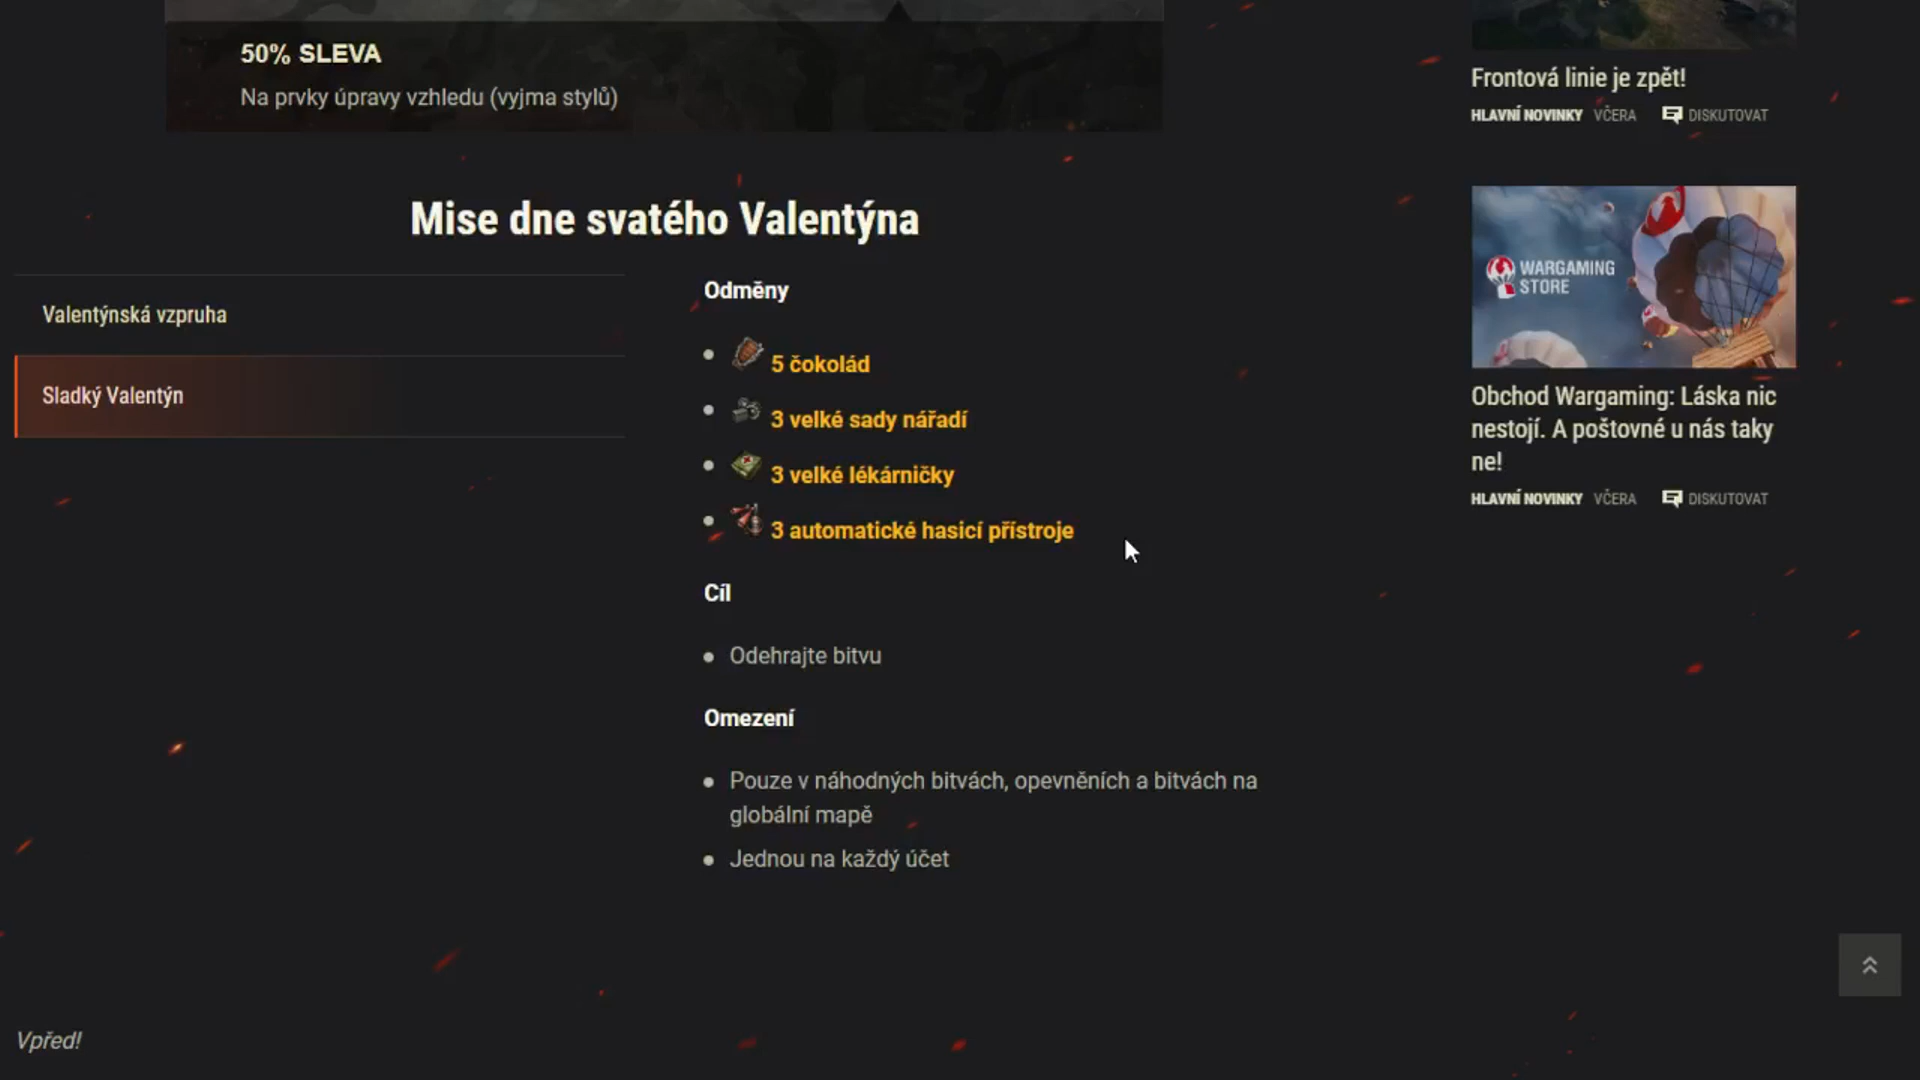 50% SLEVA
Na prvky úpravy vzhledu (vyjma stylů)
Mise dne svatého Valentýna
Valentýnská vzpruha
Sladký Valentýn
Odměny
5 čokolád
3 velké sady nářadí
3 velké lékárničky
3 automatické hasicí přístroje
Cíl
Odehrajte bitvu
Omezení
Pouze v náhodných bitvách, opevněních a bitvách na
globální mapě
Jednou na každý účet
Vpřed!
Frontová linie je zpět!
HLAVNÍ NOVINKY VČERA DISKUTOVAT
WARGAMING
STORE
Obchod Wargaming: Láska nic
nestojí. A poštovné u nás taky
ne!
HLAVNÍ NOVINKY VČERA DISKUTOVAT